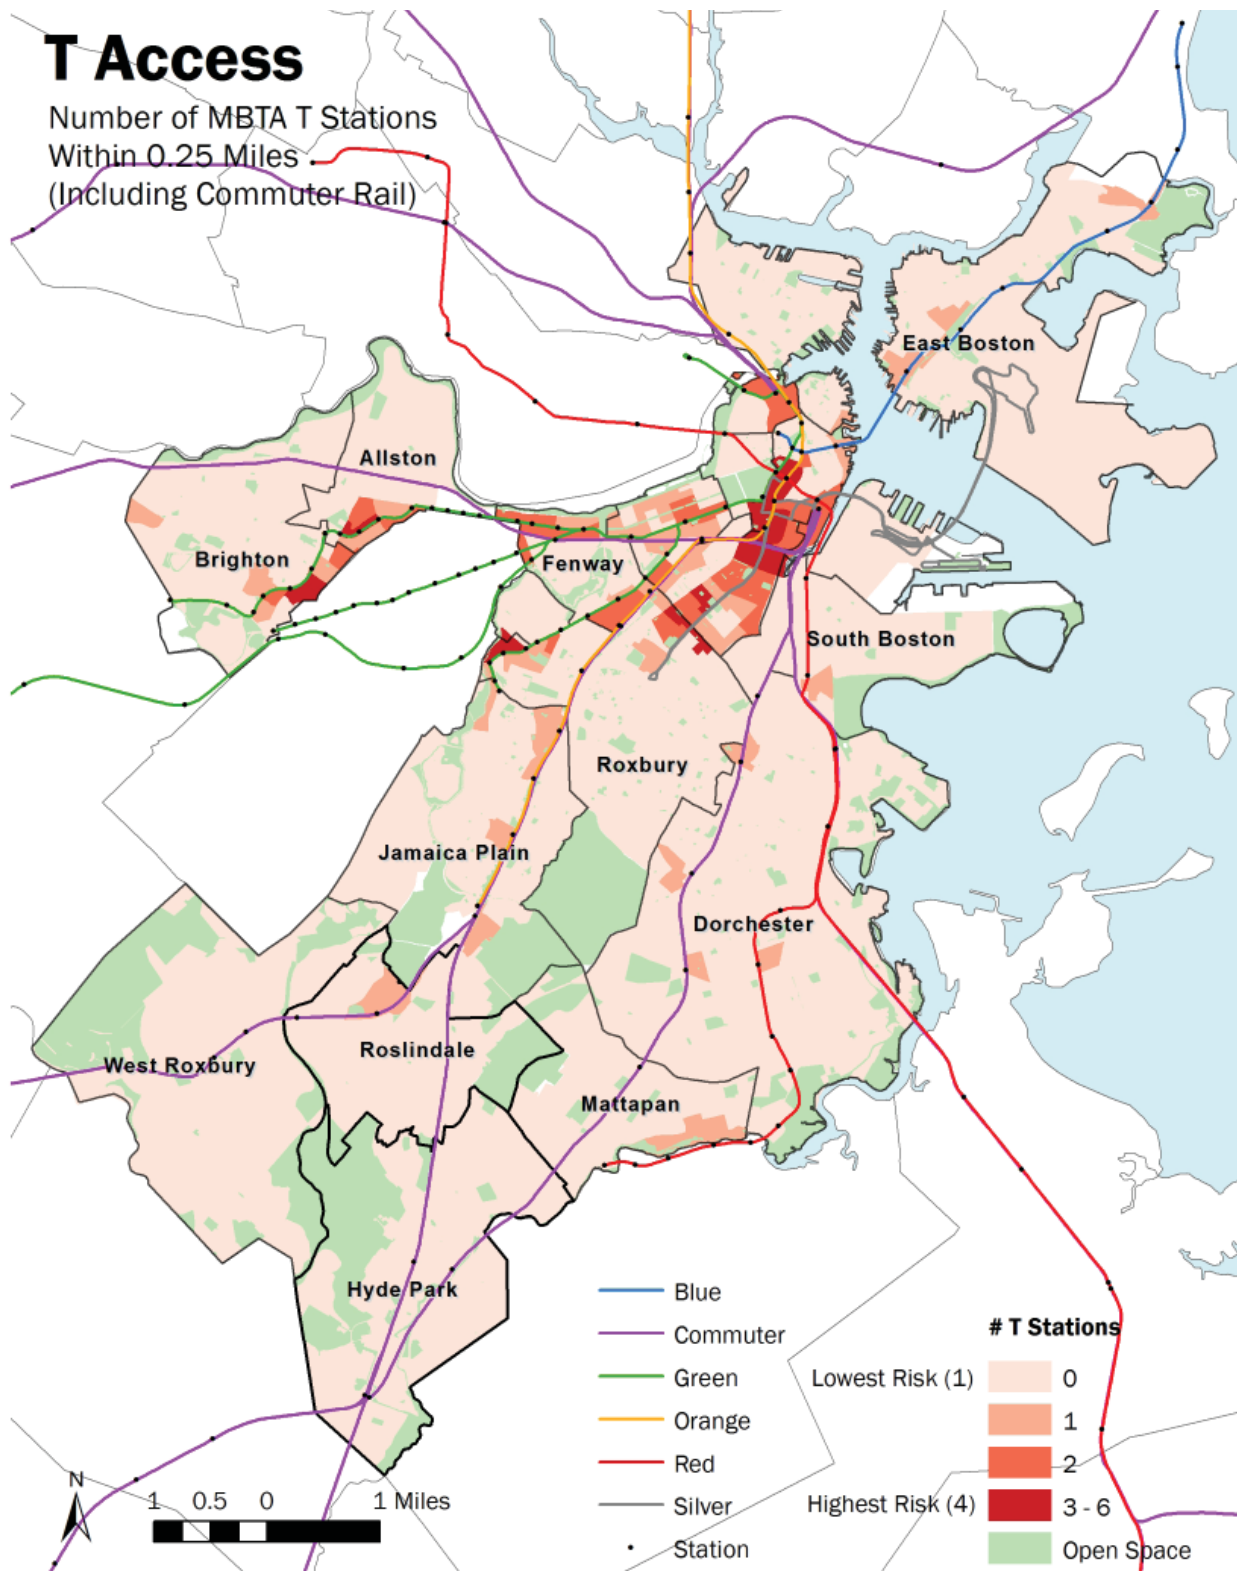 T Access
Number of MBTA T Stations
Within 0.25 Miles
(Including Commuter Rail)
East Boston
Allston
Brighton
Fenway
South Boston
Roxbury
Jamaica Plain
Dorchester
Roslindale
West Roxbury
Mattapan
Hyde Park
Blue
Commuter
Green
Orange
Red
Silver
Station
# T Stations
Lowest Risk (1) 0
1
2
Highest Risk (4) 3 - 6
Open Space
N
1 0.5 0 1 Miles